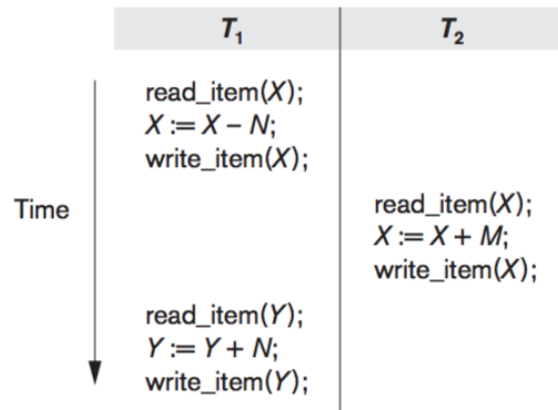 T₁ T₂
read_item(X);
X := X – N;
write_item(X);
Time
read_item(X);
X := X + M;
write_item(X);
read_item(Y);
Y := Y + N;
write_item(Y);